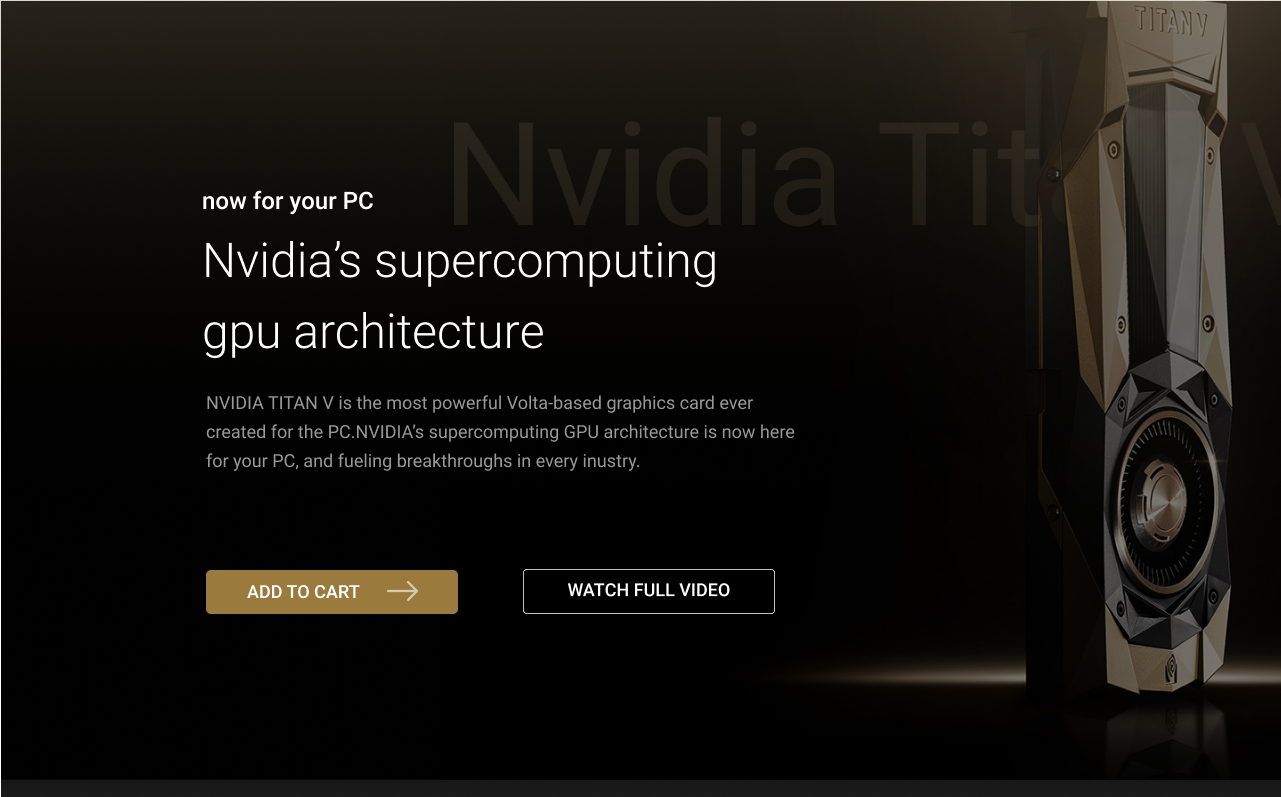 TITAN V
Nvidia Tit V
now for your PC
Nvidia’s supercomputing
gpu architecture
NVIDIA TITAN V is the most powerful Volta-based graphics card ever
created for the PC.NVIDIA’s supercomputing GPU architecture is now here
for your PC, and fueling breakthroughs in every inustry.
ADD TO CART
WATCH FULL VIDEO